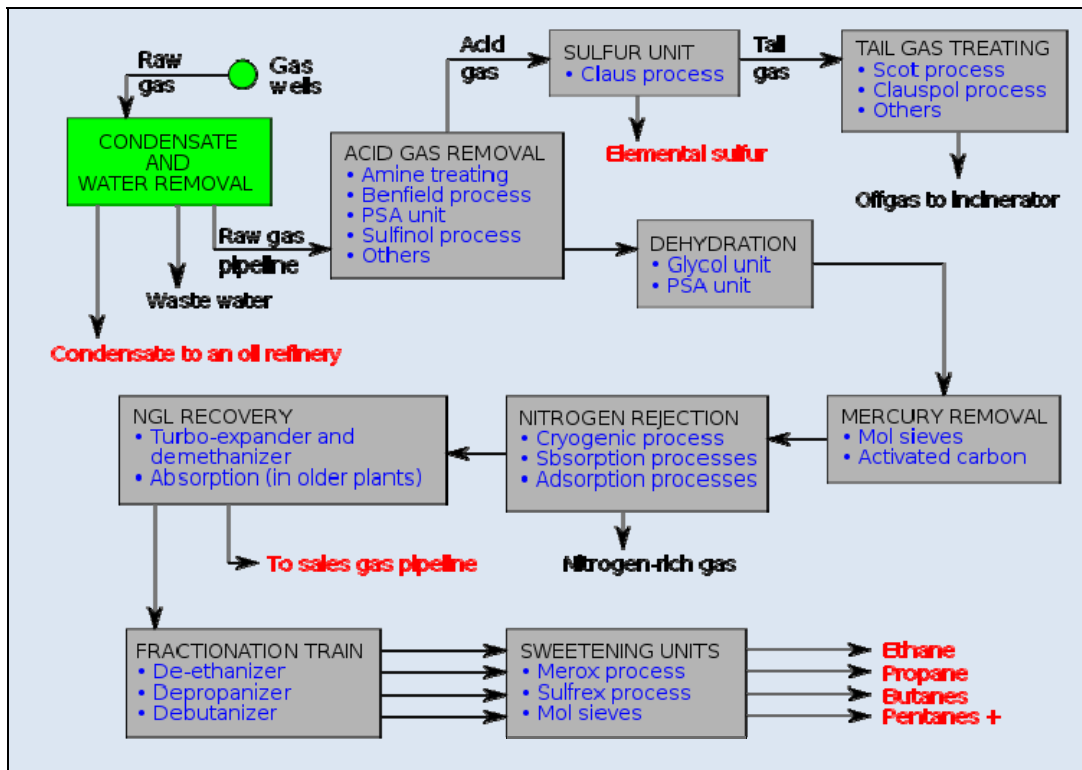 Raw
gas
Gas
wells
CONDENSATE
AND
WATER REMOVAL
Raw gas
pipeline
Waste water
Condensate to an oil refinery
ACID GAS REMOVAL
• Amine treating
• Benfield process
• PSA unit
• Sulfinol process
• Others
Acid
gas
SULFUR UNIT
• Claus process
Elemental sulfur
Tail
gas
TAIL GAS TREATING
• Scot process
• Clauspol process
• Others
Offgas to incinerator
DEHYDRATION
• Glycol unit
• PSA unit
MERCURY REMOVAL
• Mol sieves
• Activated carbon
NITROGEN REJECTION
• Cryogenic process
• Sbsorption processes
• Adsorption processes
Nitrogen-rich gas
NGL RECOVERY
• Turbo-expander and
demethanizer
• Absorption (in older plants)
To sales gas pipeline
FRACTIONATION TRAIN
• De-ethanizer
• Depropanizer
• Debutanizer
SWEETENING UNITS
• Merox process
• Sulfrex process
• Mol sieves
Ethane
Propane
Butanes
Pentanes +